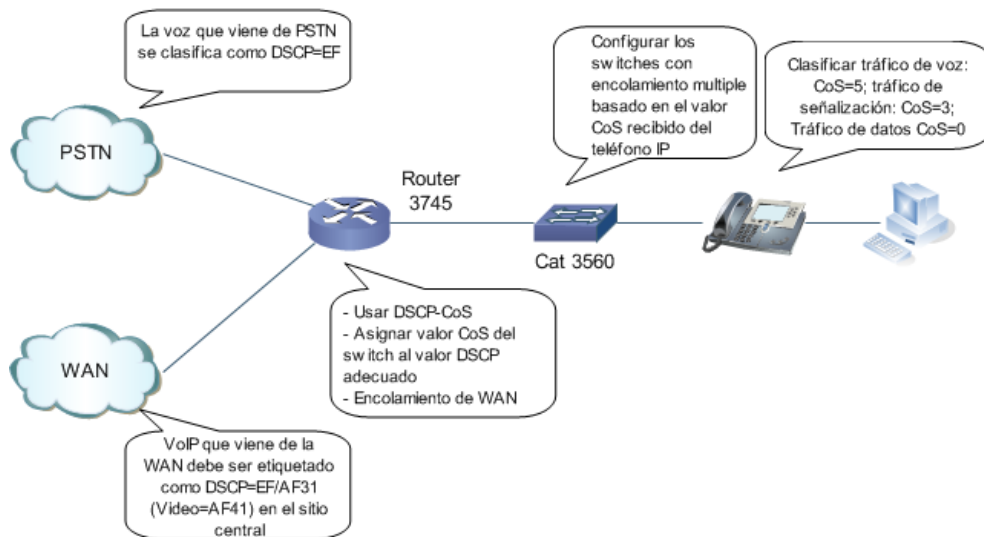 La voz que viene de PSTN
se clasifica como DSCP=EF
Configurar los
switches con
encolamiento multiple
basado en el valor
CoS recibido del
teléfono IP
Clasificar tráfico de voz:
CoS=5; tráfico de
señalización: CoS=3;
Tráfico de datos CoS=0
PSTN
Router
3745
Cat 3560
- Usar DSCP-CoS
- Asignar valor CoS del
switch al valor DSCP
adecuado
- Encolamiento de WAN
WAN
VoIP que viene de la
WAN debe ser etiquetado
como DSCP=EF/AF31
(Video=AF41) en el sitio
central